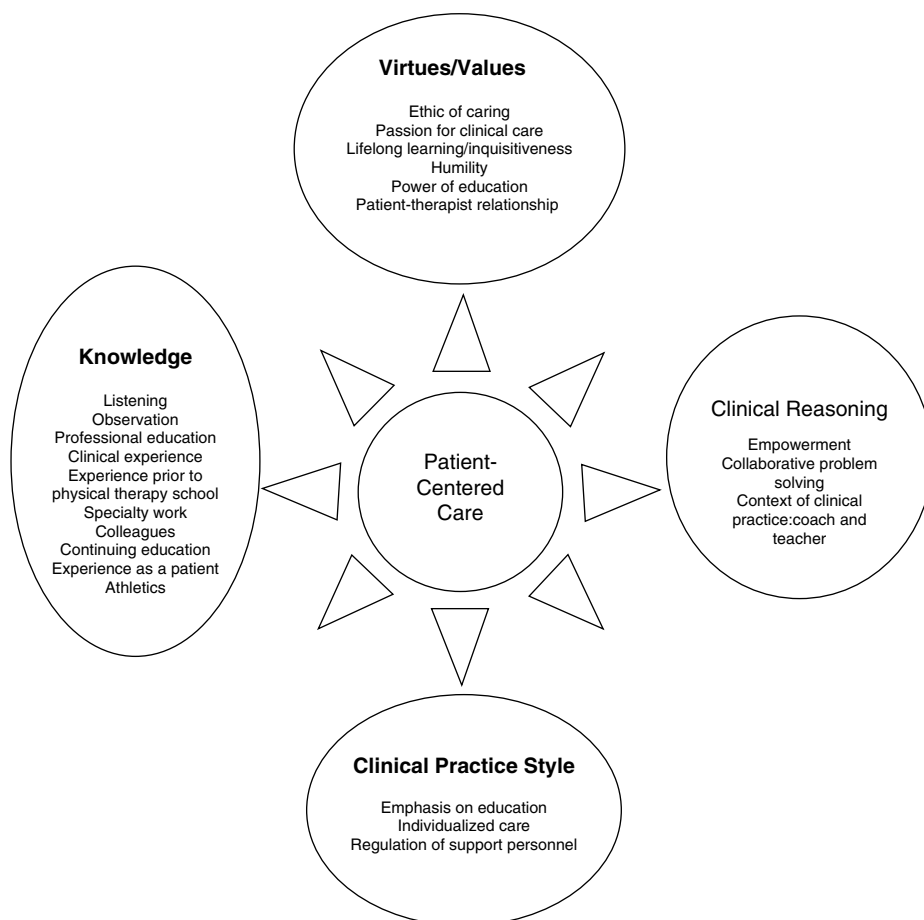 Virtues/Values
Ethic of caring
Passion for clinical care
Lifelong learning/inquisitiveness
Humility
Power of education
Patient-therapist relationship
Knowledge
Listening
Observation
Professional education
Clinical experience
Experience prior to
physical therapy school
Specialty work
Colleagues
Continuing education
Experience as a patient
Athletics
Patient-
Centered
Care
Clinical Reasoning
Empowerment
Collaborative problem
solving
Context of clinical
practice:coach and
teacher
Clinical Practice Style
Emphasis on education
Individualized care
Regulation of support personnel